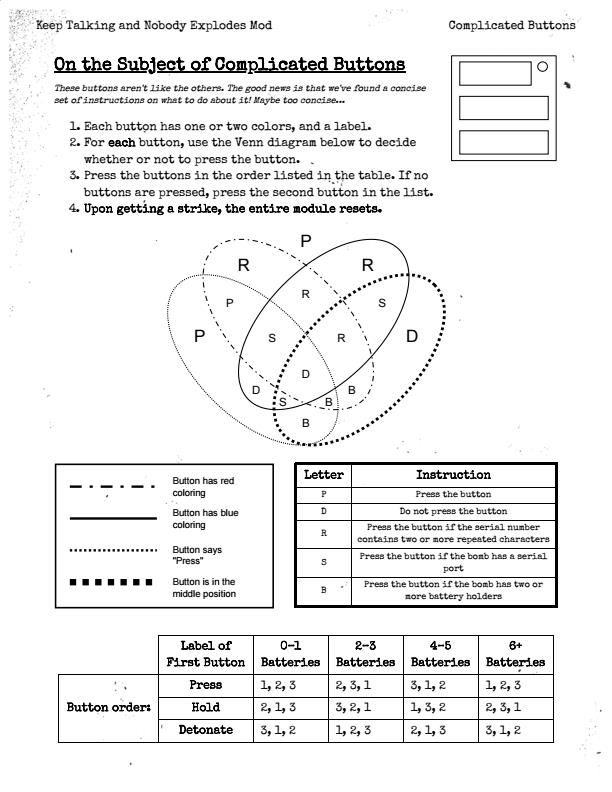 Keep Talking and Nobody Explodes Mod
Complicated Buttons
On the Subject of Complicated Buttons
These buttons aren't like the others. The good news is that we've found a concise
set of instructions on what to do about it! Maybe too concise...
1. Each button has one or two colors, and a label.
2. For each button, use the Venn diagram below to decide
whether or not to press the button.
3. Press the buttons in the order listed in the table. If no
buttons are pressed, press the second button in the list.
4. Upon getting a strike, the entire module resets.
P
R R
R
P S
P S R D
D
D B
S B
B
Button has red
coloring
Button has blue
coloring
Button says
"Press"
Button is in the
middle position
Letter Instruction
P Press the button
D Do not press the button
R Press the button if the serial number
contains two or more repeated characters
S Press the button if the bomb has a serial
port
B Press the button if the bomb has two or
more battery holders
Label of 0-1 2-3 4-5 6+
First Button Batteries Batteries Batteries Batteries
Press 1, 2, 3 2, 3, 1 3, 1, 2 1, 2, 3
Button order: Hold 2, 1, 3 3, 2, 1 1, 3, 2 2, 3, 1
Detonate 3, 1, 2 1, 2, 3 2, 1, 3 3, 1, 2